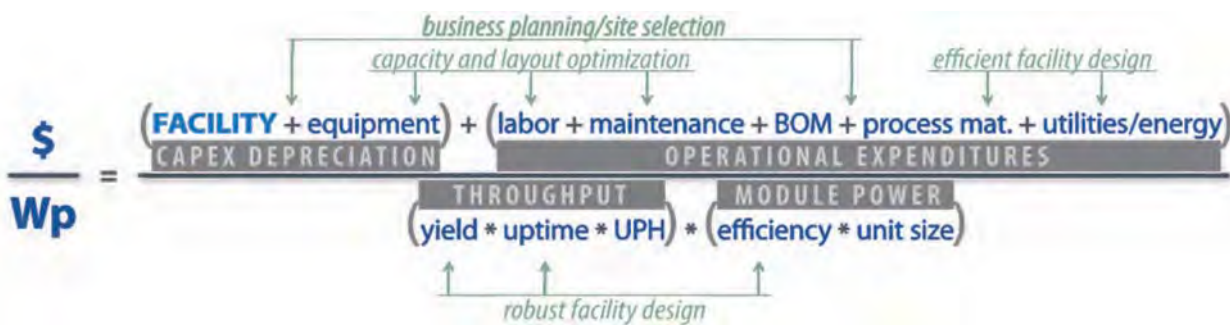 business planning/site selection
capacity and layout optimization
efficient facility design
$
Wp
=
(FACILITY + equipment) + (labor + maintenance + BOM + process mat. + utilities/energy)
CAPEX DEPRECIATION
OPERATIONAL EXPENDITURES
THROUGHPUT
MODULE POWER
(yield * uptime * UPH) * (efficiency * unit size)
robust facility design